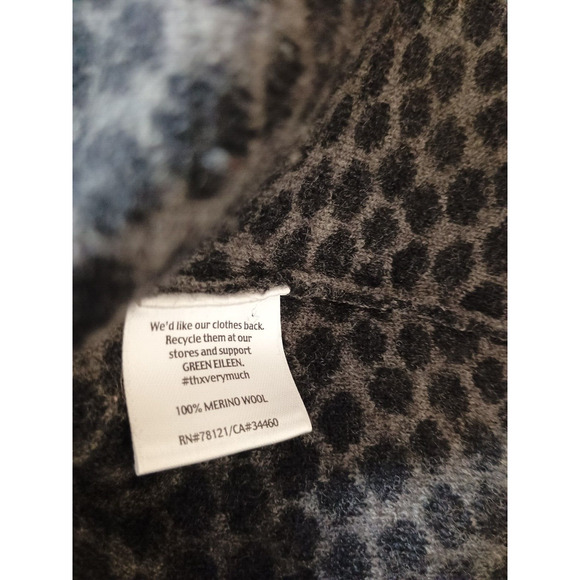 We'd like our clothes back.
Recycle them at our
stores and support
GREEN EILEEN.
#thxverymuch
100% MERINO WOOL
RN#78121/CA#34460